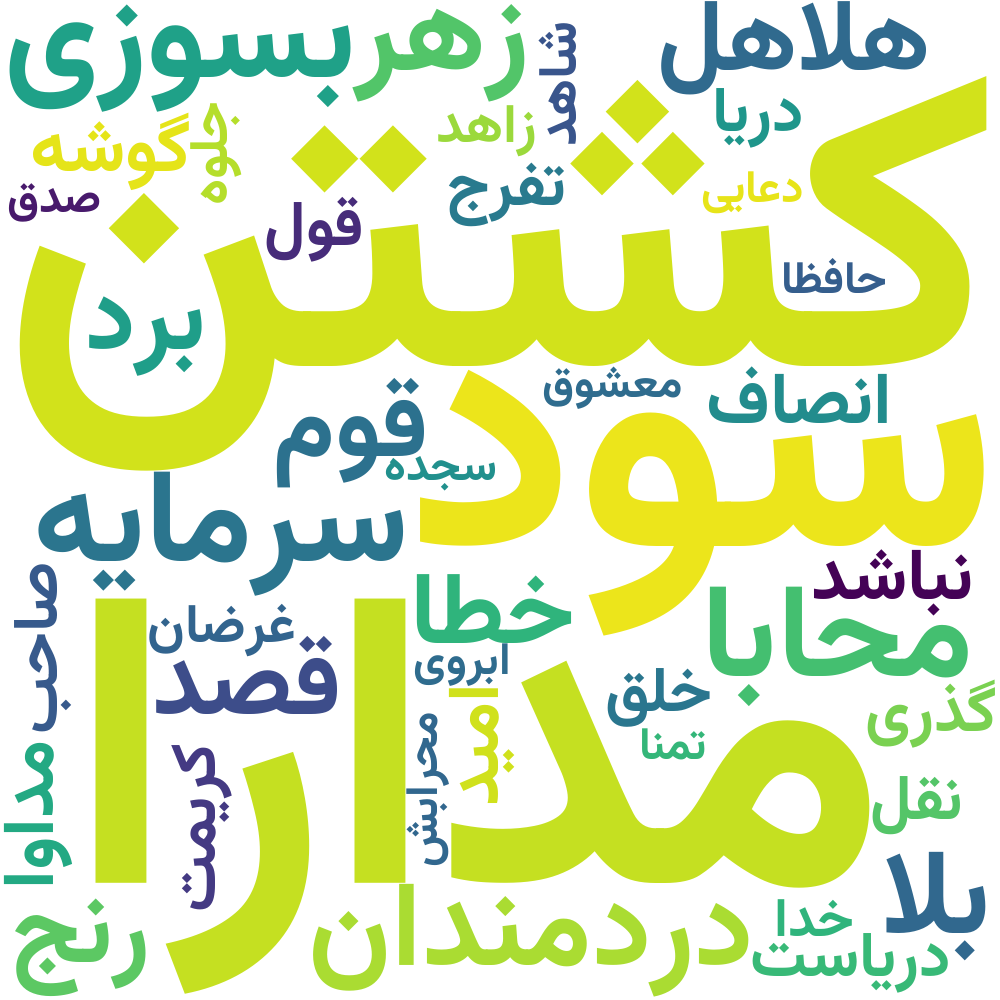 هلاهل
شاهد
زهر
بسوزی
دریا
زاهد
جلوه
گوشه
تفرج
دعایی
صدق
قول
کشتن
حافظا
برد
معشوق
انصاف
قوم
سود
سجده
سرمایه
نباشد
صاحب
خطا
محابا
غرضان
ابروی
قصد
خلق
امید
گذری
تمنا
محرابش
مدارا
مداوا
کریمت
نقل
بلا
دردمندان
خدا
رنج
دریاست